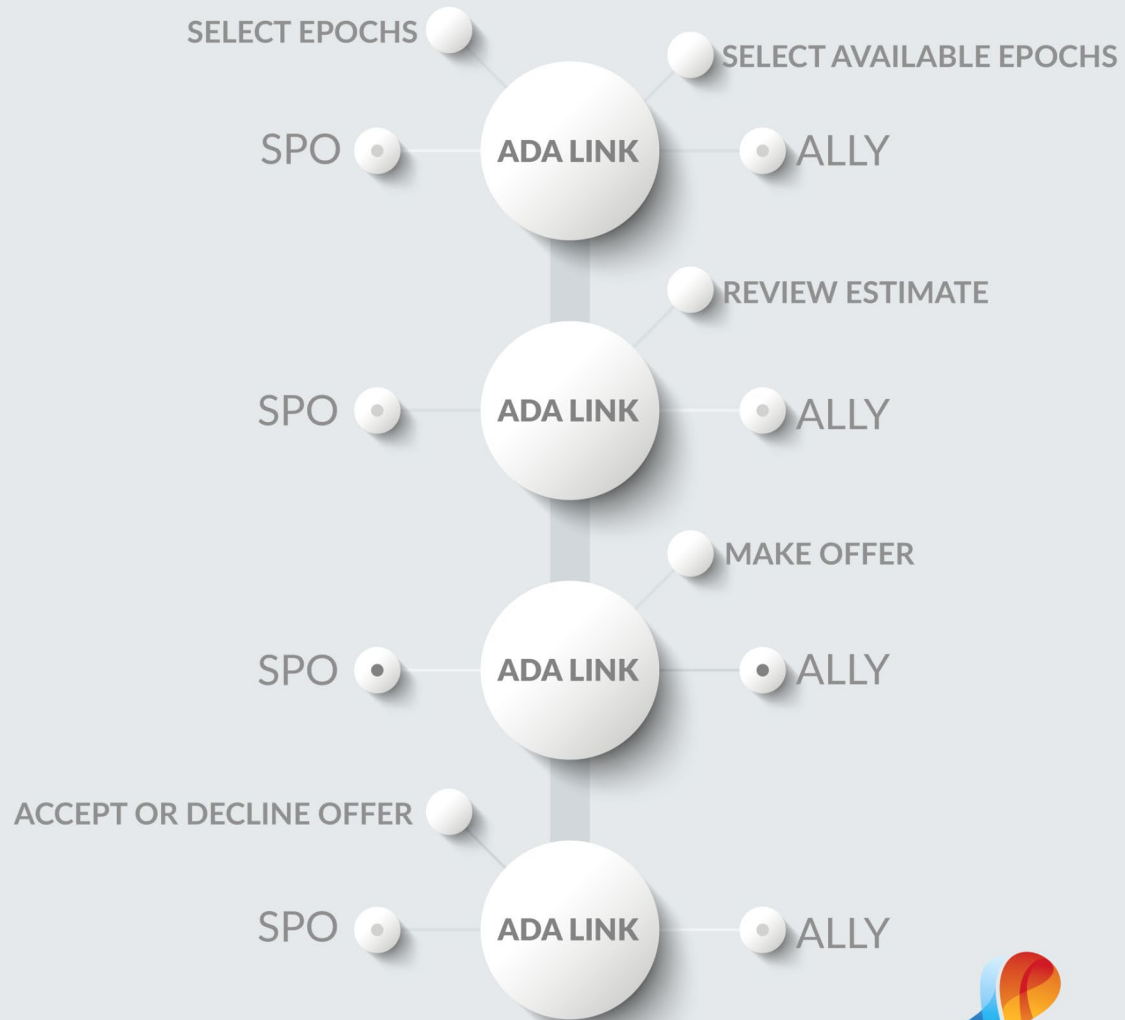 SELECT EPOCHS
SELECT AVAILABLE EPOCHS
SPO
ADA LINK
ALLY
REVIEW ESTIMATE
SPO
ADA LINK
ALLY
MAKE OFFER
SPO
ADA LINK
ALLY
ACCEPT OR DECLINE OFFER
SPO
ADA LINK
ALLY